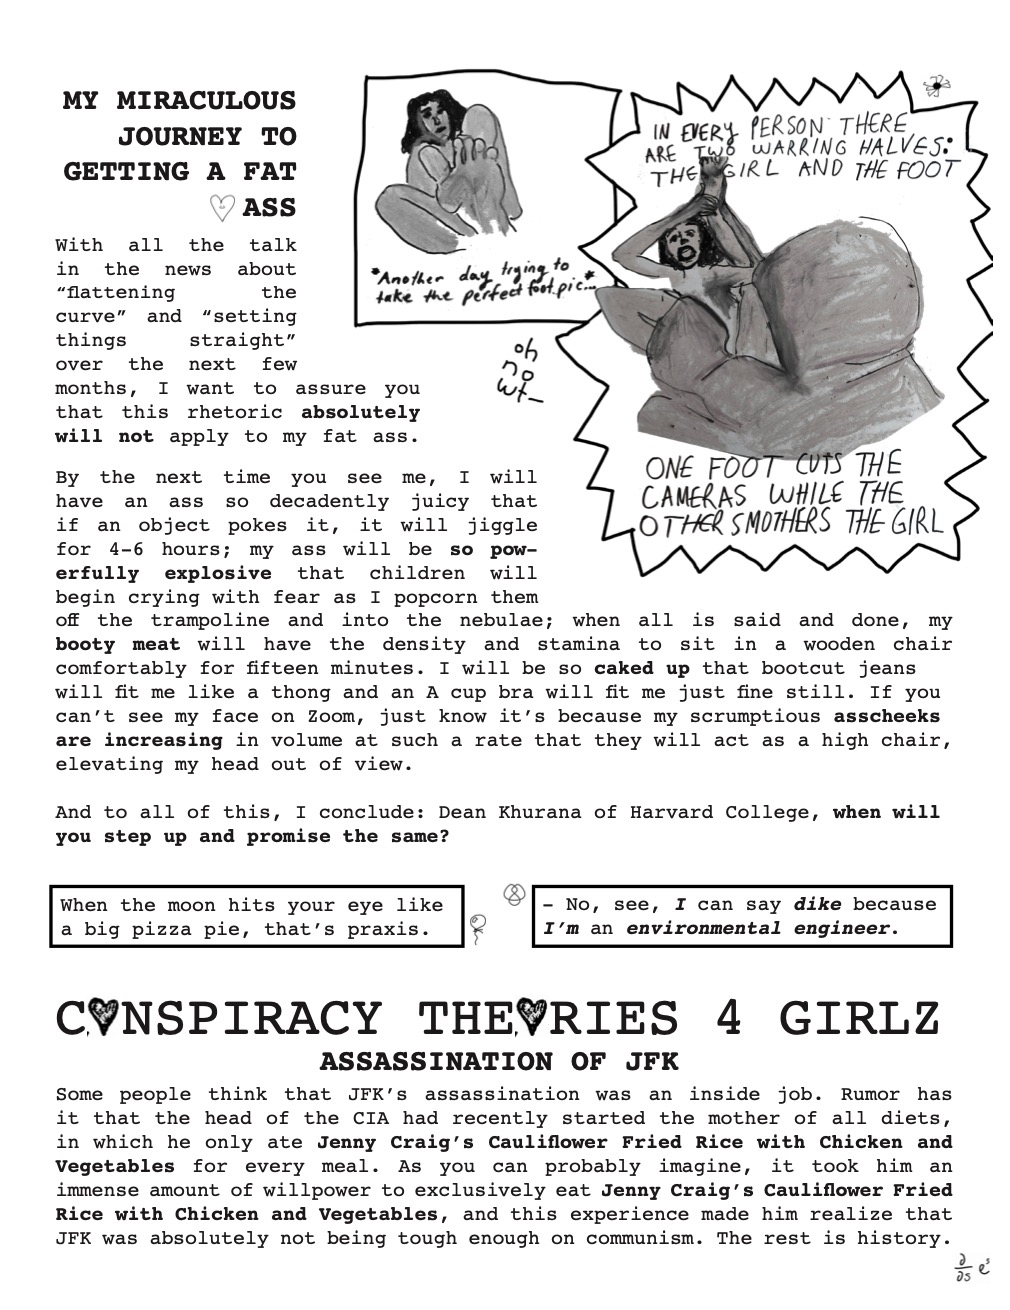 MY MIRACULOUS
JOURNEY TO
GETTING A FAT
ASS
With all the talk
in the news about
“flattening the
curve” and “setting
things straight”
over the next few
months, I want to assure you
that this rhetoric absolutely
will not apply to my fat ass.
*Another day trying to
take the perfect foot pic...*
oh
no
wt—
IN EVERY PERSON THERE
ARE TWO WARRING HALVES:
THE GIRL AND THE FOOT
ONE FOOT CUTS THE
CAMERAS WHILE THE
OTHER SMOTHERS THE GIRL
By the next time you see me, I will
have an ass so decadently juicy that
if an object pokes it, it will jiggle
for 4-6 hours; my ass will be so pow-
erfully explosive that children will
begin crying with fear as I popcorn them
off the trampoline and into the nebulae; when all is said and done, my
booty meat will have the density and stamina to sit in a wooden chair
comfortably for fifteen minutes. I will be so caked up that bootcut jeans
will fit me like a thong and an A cup bra will fit me just fine still. If you
can’t see my face on Zoom, just know it’s because my scrumptious asscheeks
are increasing in volume at such a rate that they will act as a high chair,
elevating my head out of view.
And to all of this, I conclude: Dean Khurana of Harvard College, when will
you step up and promise the same?
When the moon hits your eye like
a big pizza pie, that’s praxis.
– No, see, I can say dike because
I’m an environmental engineer.
CONSPIRACY THEORIES 4 GIRLZ
ASSASSINATION OF JFK
Some people think that JFK’s assassination was an inside job. Rumor has
it that the head of the CIA had recently started the mother of all diets,
in which he only ate Jenny Craig’s Cauliflower Fried Rice with Chicken and
Vegetables for every meal. As you can probably imagine, it took him an
immense amount of willpower to exclusively eat Jenny Craig’s Cauliflower Fried
Rice with Chicken and Vegetables, and this experience made him realize that
JFK was absolutely not being tough enough on communism. The rest is history.
∂/∂s eˢ